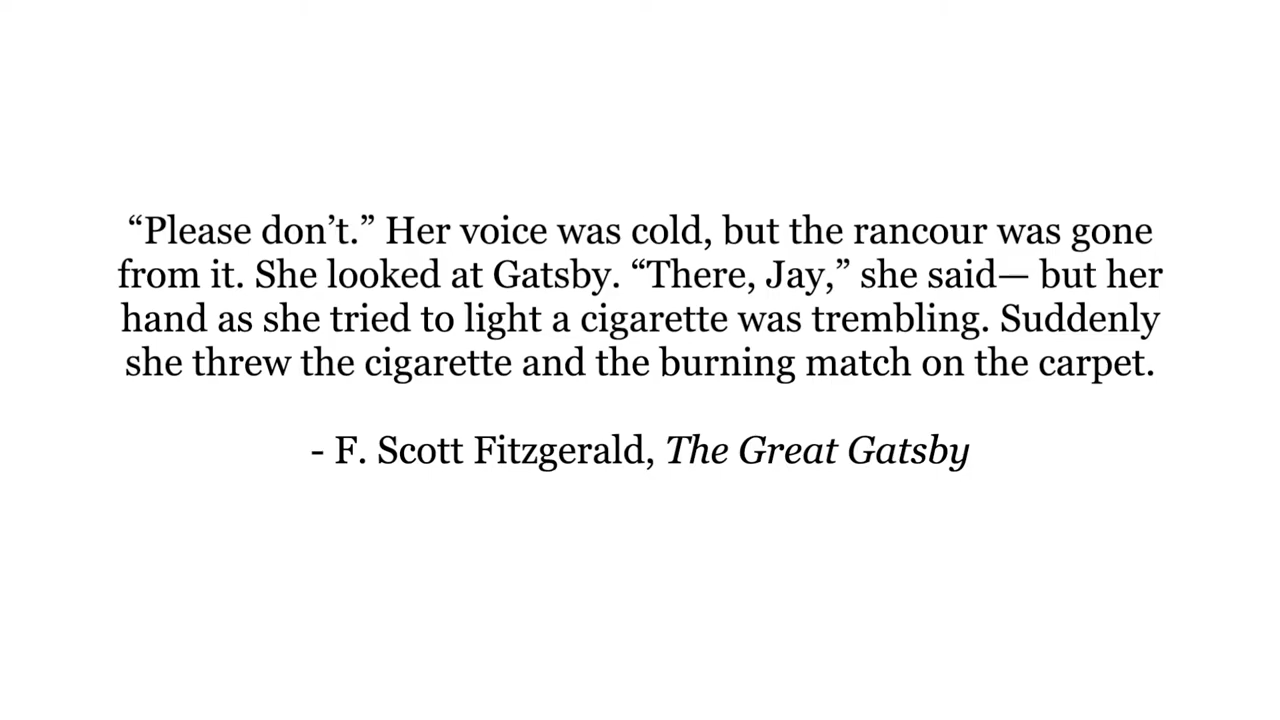 “Please don’t.” Her voice was cold, but the rancour was gone
from it. She looked at Gatsby. “There, Jay,” she said— but her
hand as she tried to light a cigarette was trembling. Suddenly
she threw the cigarette and the burning match on the carpet.
- F. Scott Fitzgerald, The Great Gatsby